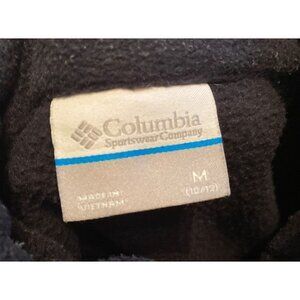 Columbia
Sportswear Company
M
MADE IN
VIETNAM
(10/12)